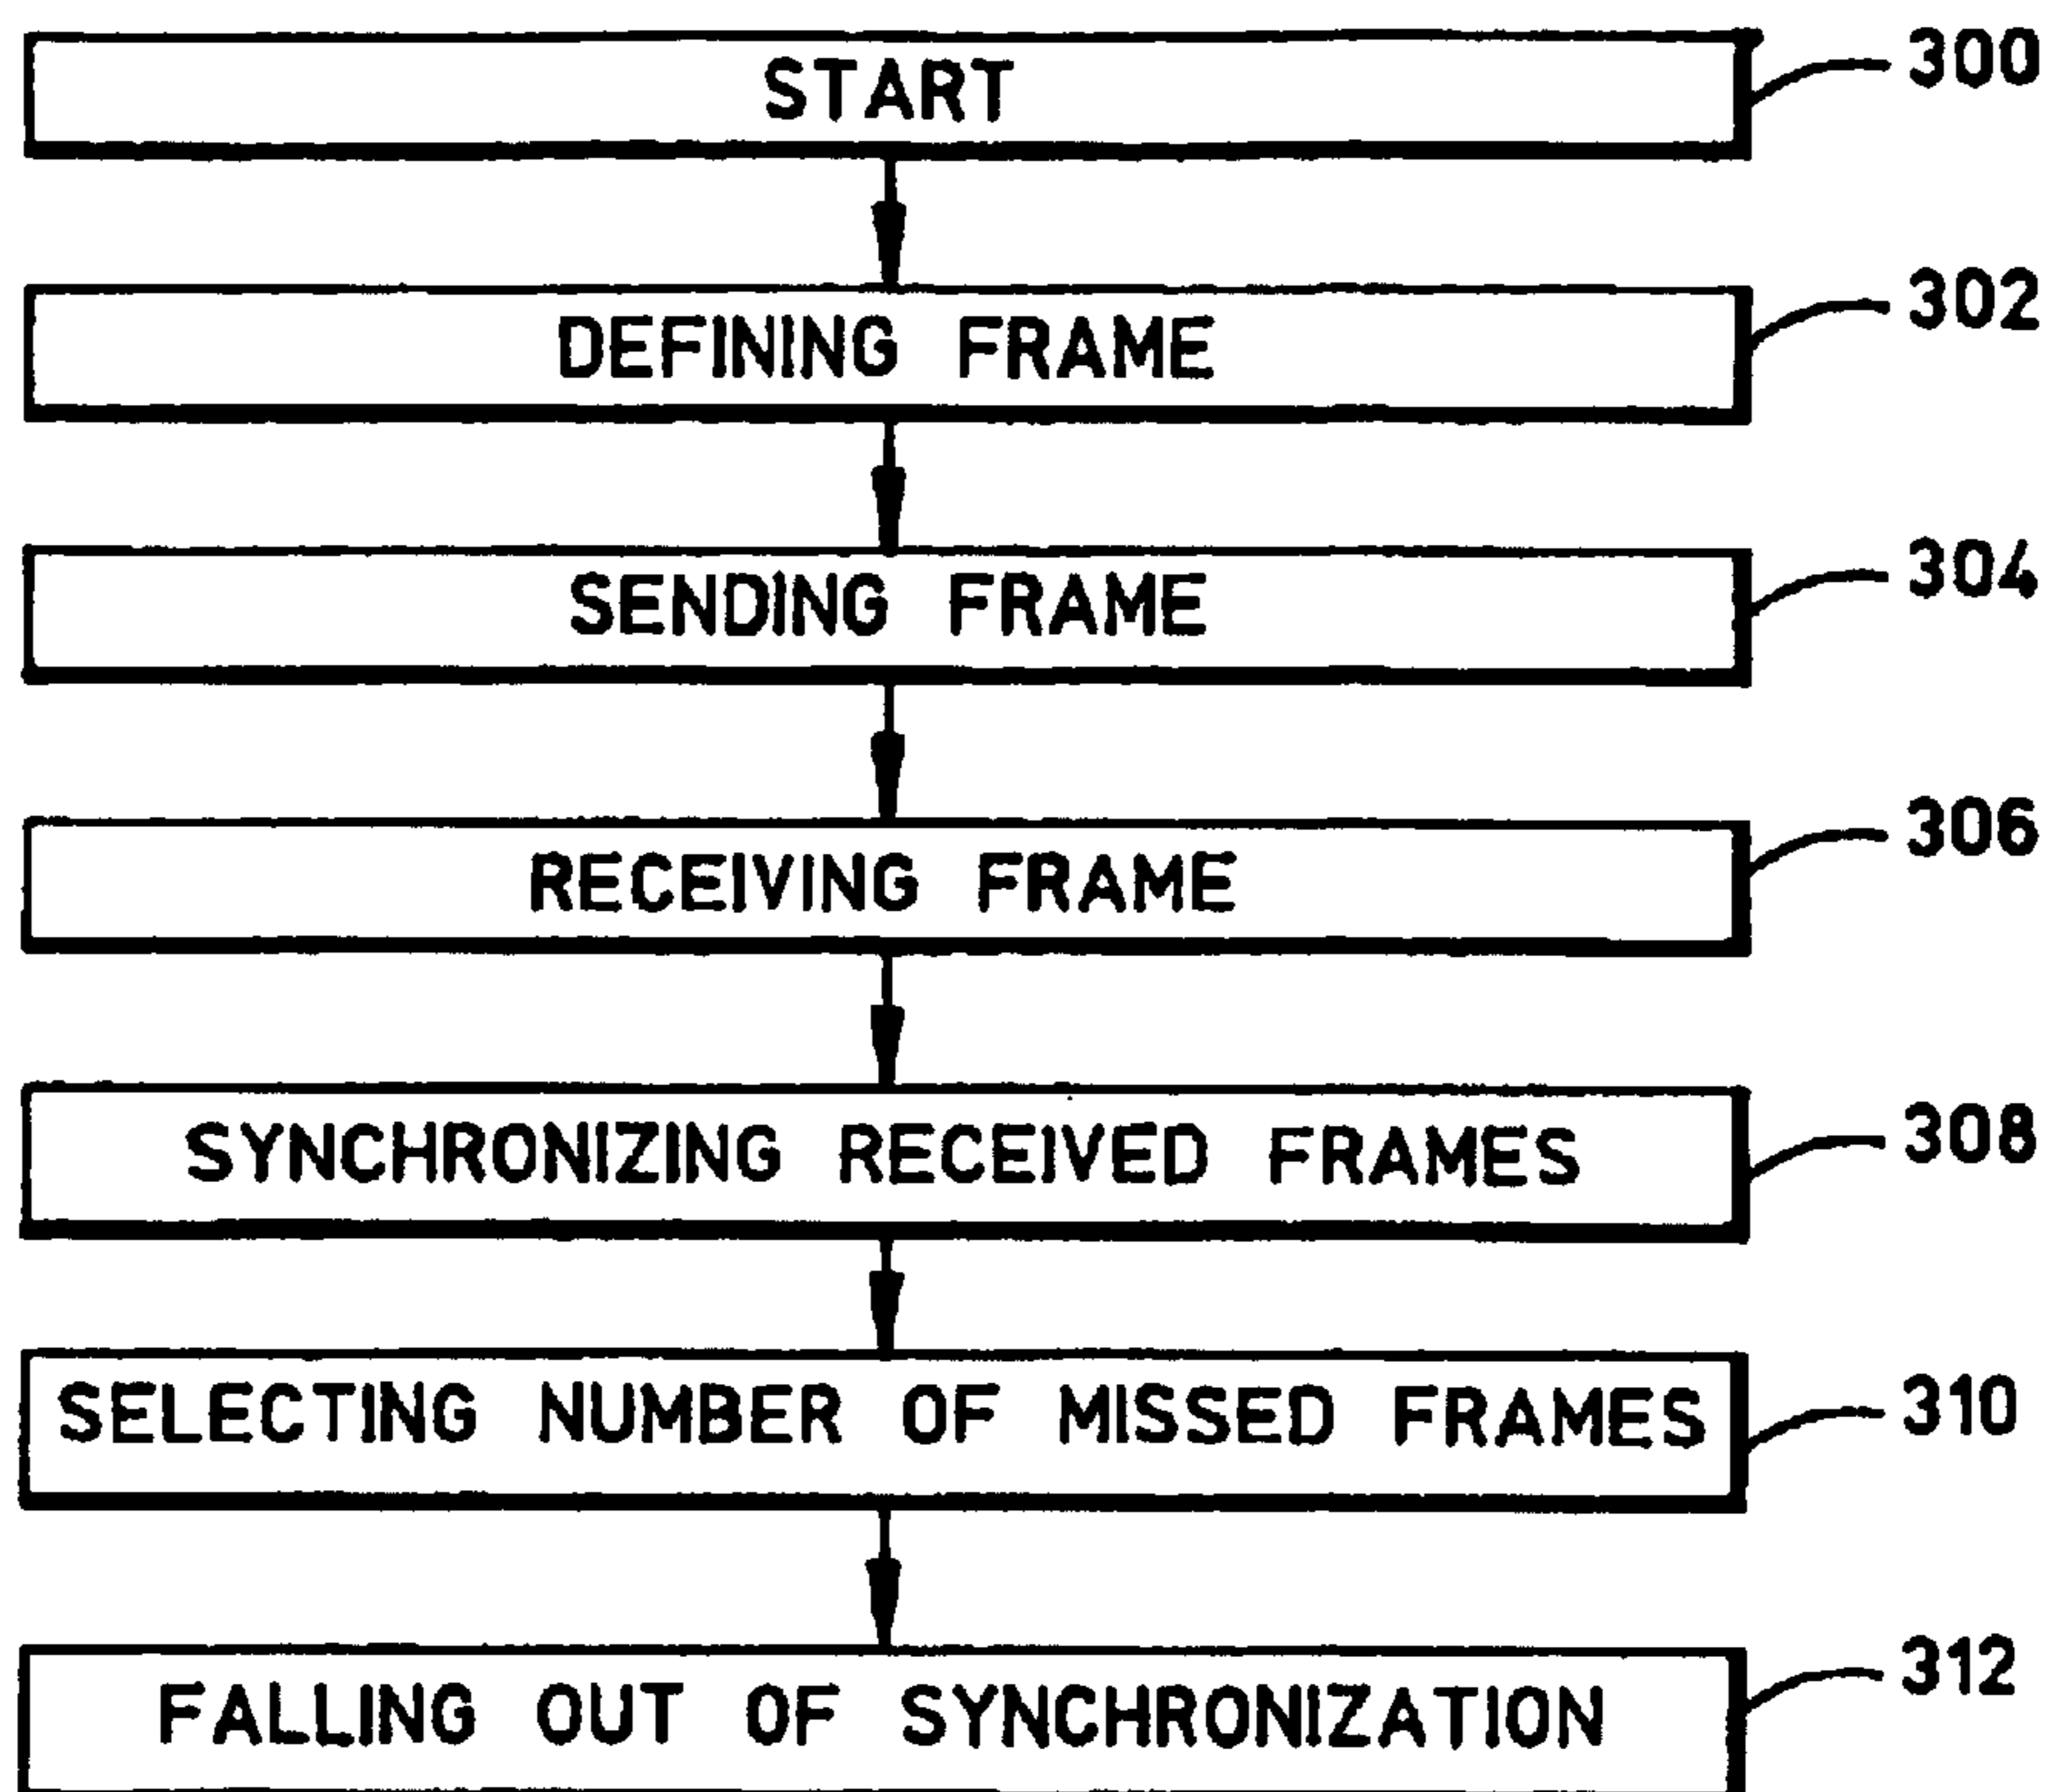 START 300
DEFINING FRAME 302
SENDING FRAME 304
RECEIVING FRAME 306
SYNCHRONIZING RECEIVED FRAMES 308
SELECTING NUMBER OF MISSED FRAMES 310
FALLING OUT OF SYNCHRONIZATION 312